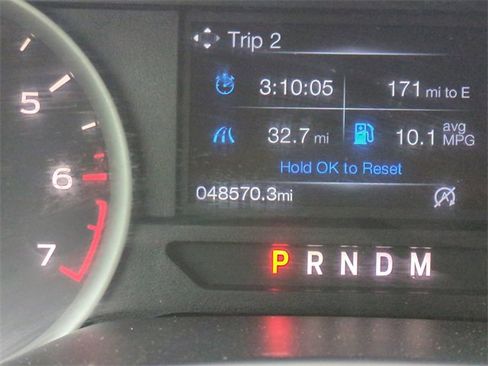 Trip 2
3:10:05 171 mi to E
32.7 mi 10.1 avg MPG
Hold OK to Reset
048570.3mi
5
6
7
P R N D M